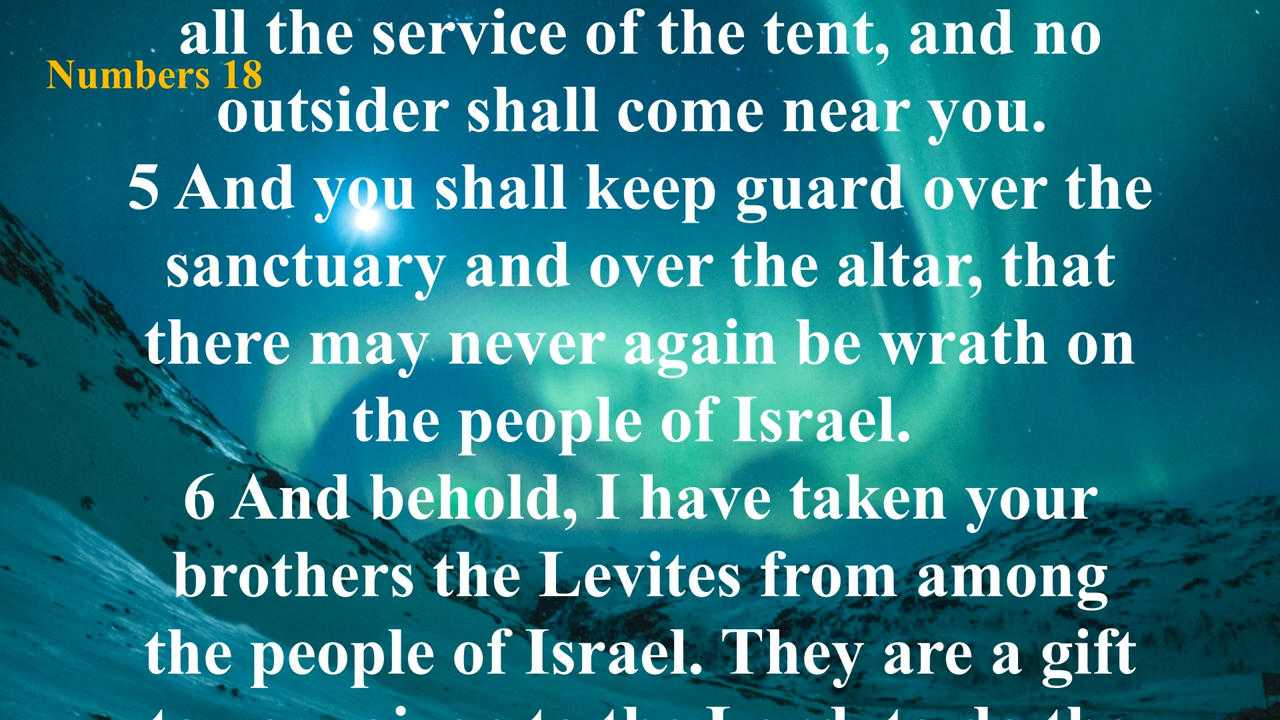 all the service of the tent, and no
Numbers 18
outsider shall come near you.
5 And you shall keep guard over the
sanctuary and over the altar, that
there may never again be wrath on
the people of Israel.
6 And behold, I have taken your
brothers the Levites from among
the people of Israel. They are a gift